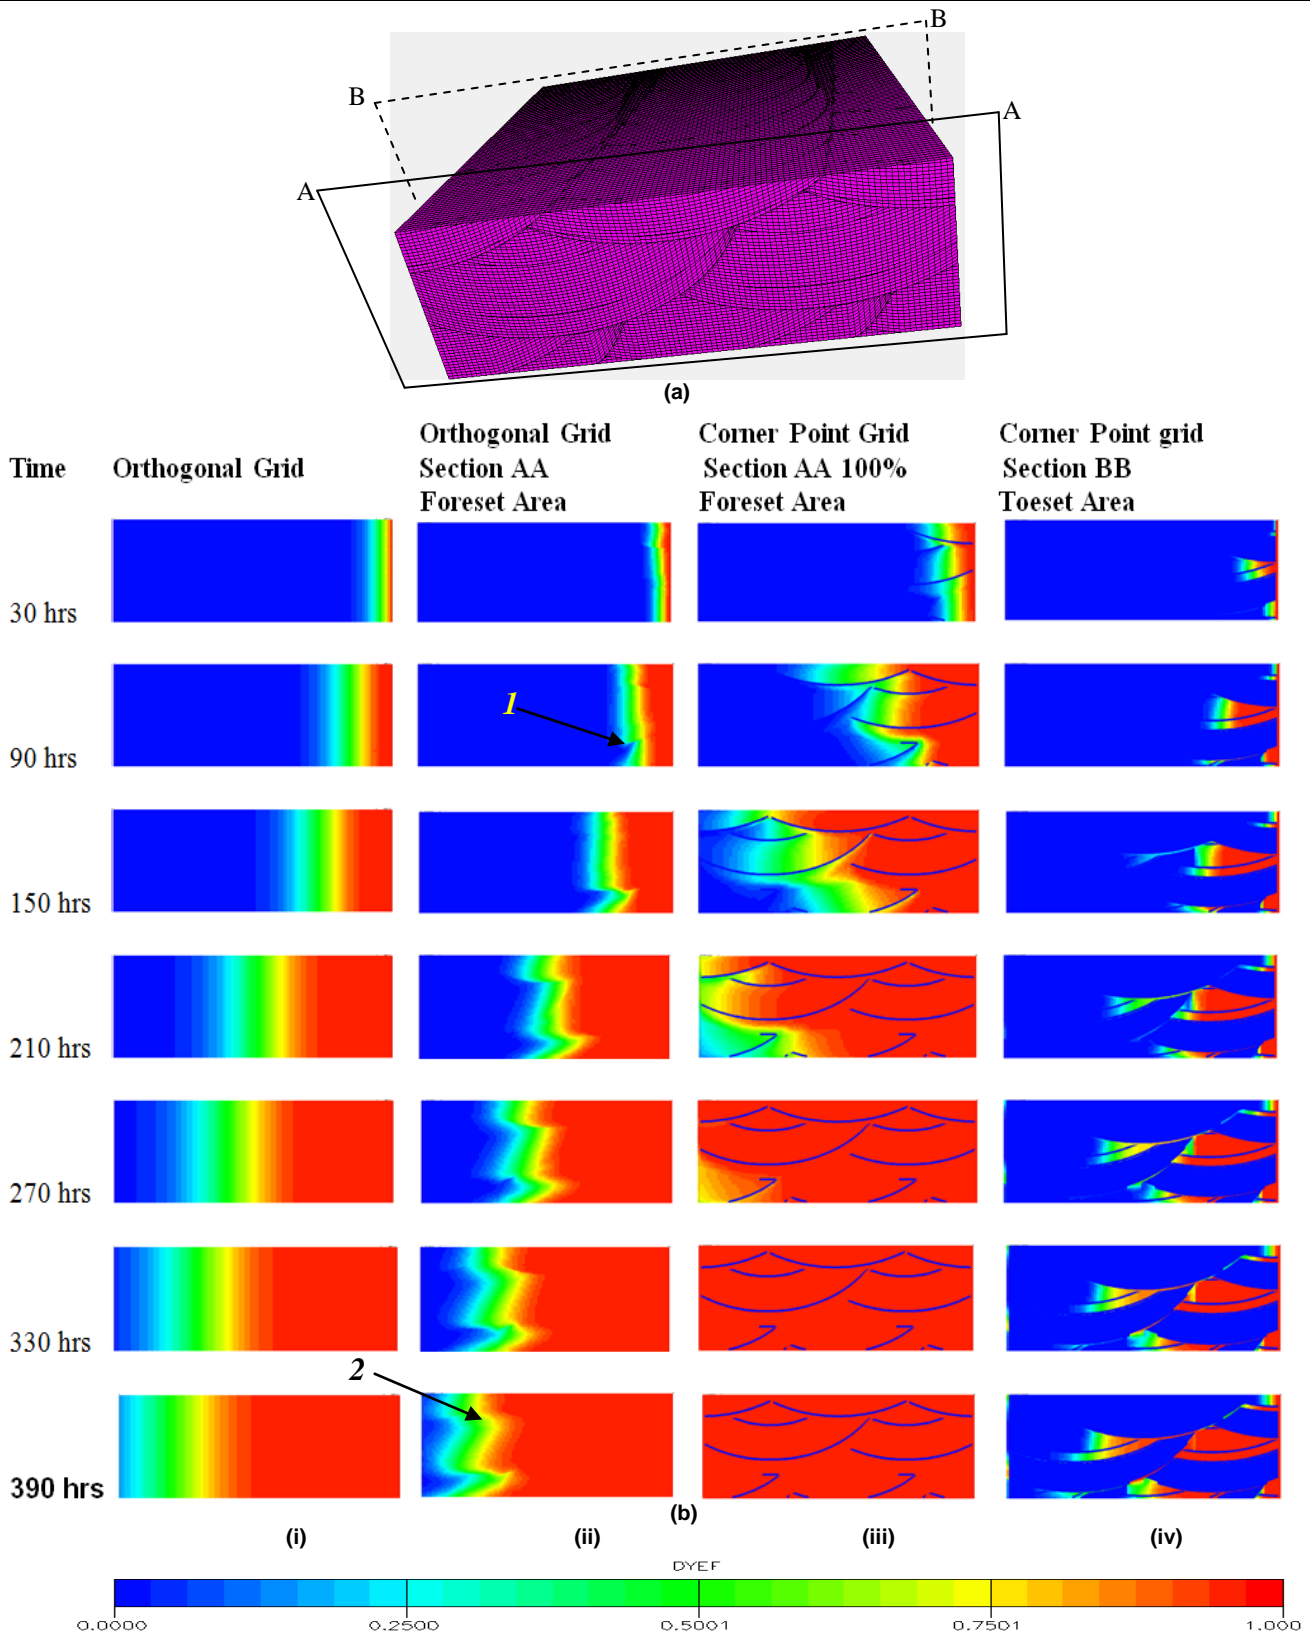 B
B
A
A
(a)
Orthogonal Grid Corner Point Grid Corner Point grid
Time Orthogonal Grid Section AA Section AA 100% Section BB
Foreset Area Foreset Area Toeset Area
30 hrs
1
90 hrs
150 hrs
210 hrs
270 hrs
330 hrs
2
390 hrs
(b)
(i) (ii) (iii) (iv)
DYEF
0.0000 0.2500 0.5001 0.7501 1.000